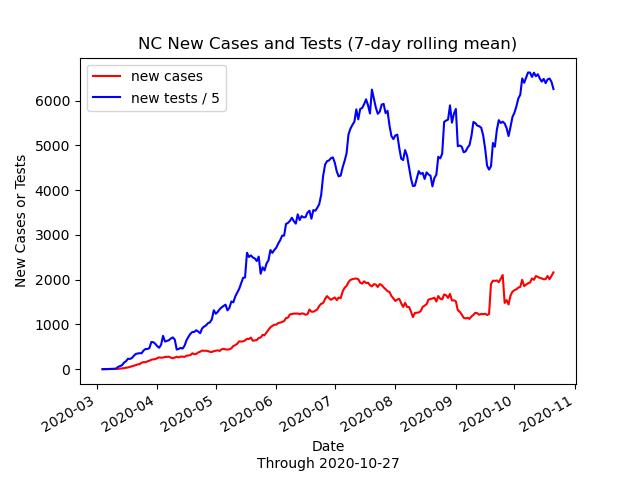 NC New Cases and Tests (7-day rolling mean)
new cases
new tests / 5
New Cases or Tests
6000
5000
4000
3000
2000
1000
0
2020-03
2020-04
2020-05
2020-06
2020-07
2020-08
2020-09
2020-10
2020-11
Date
Through 2020-10-27